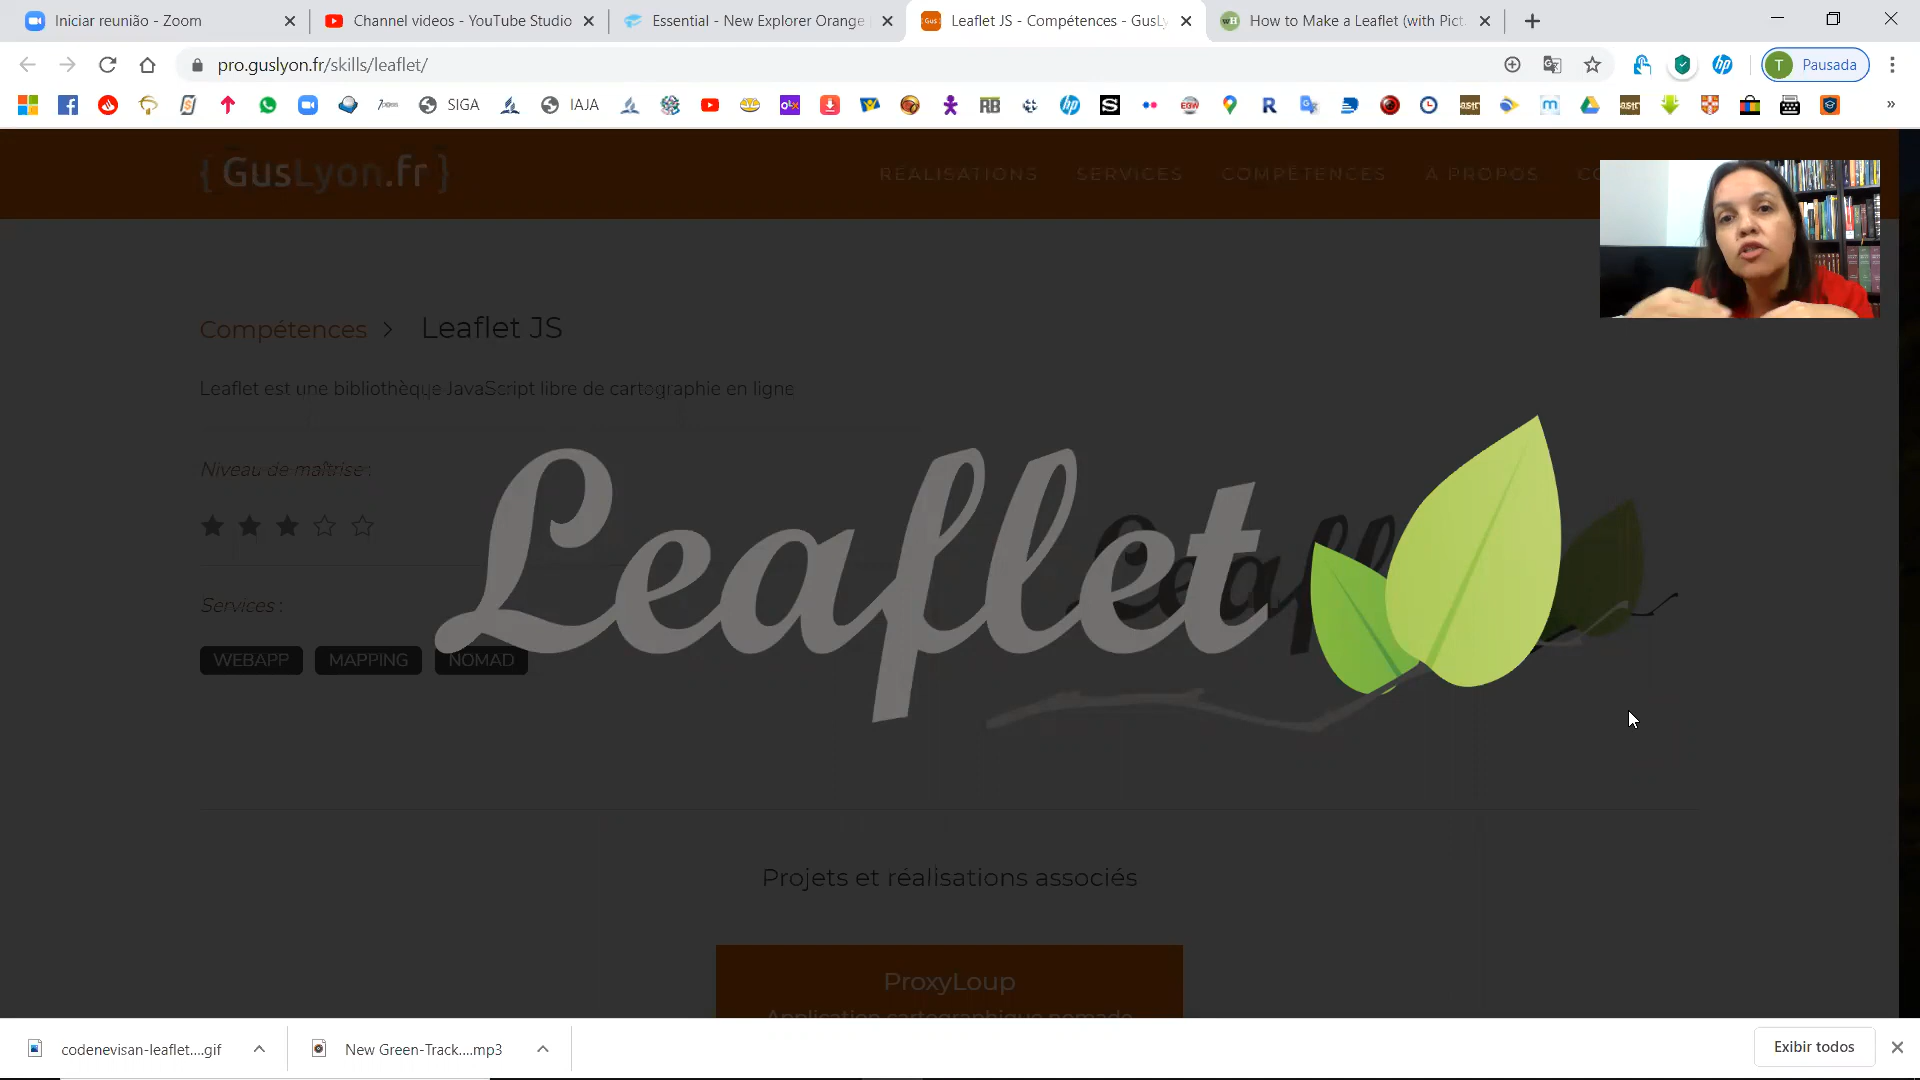 Iniciar reunião - Zoom
Channel videos - YouTube Studio
Essential - New Explorer Orange
Leaflet JS - Compétences - GusLy
How to Make a Leaflet (with Pict
pro.guslyon.fr/skills/leaflet/
T Pausada
SIGA
IAJA
{ GusLyon.fr }
RÉALISATIONS SERVICES COMPÉTENCES A PROPOS
Compétences > Leaflet JS
Leaflet est une bibliothèque JavaScript libre de cartographie en ligne
Niveau de maîtrise :
Leaflet
Services :
WEBAPP MAPPING NOMAD
Projets et réalisations associés
ProxyLoup
Application cartographique nomade
codenevisan-leaflet....gif
New Green-Track....mp3
Exibir todos